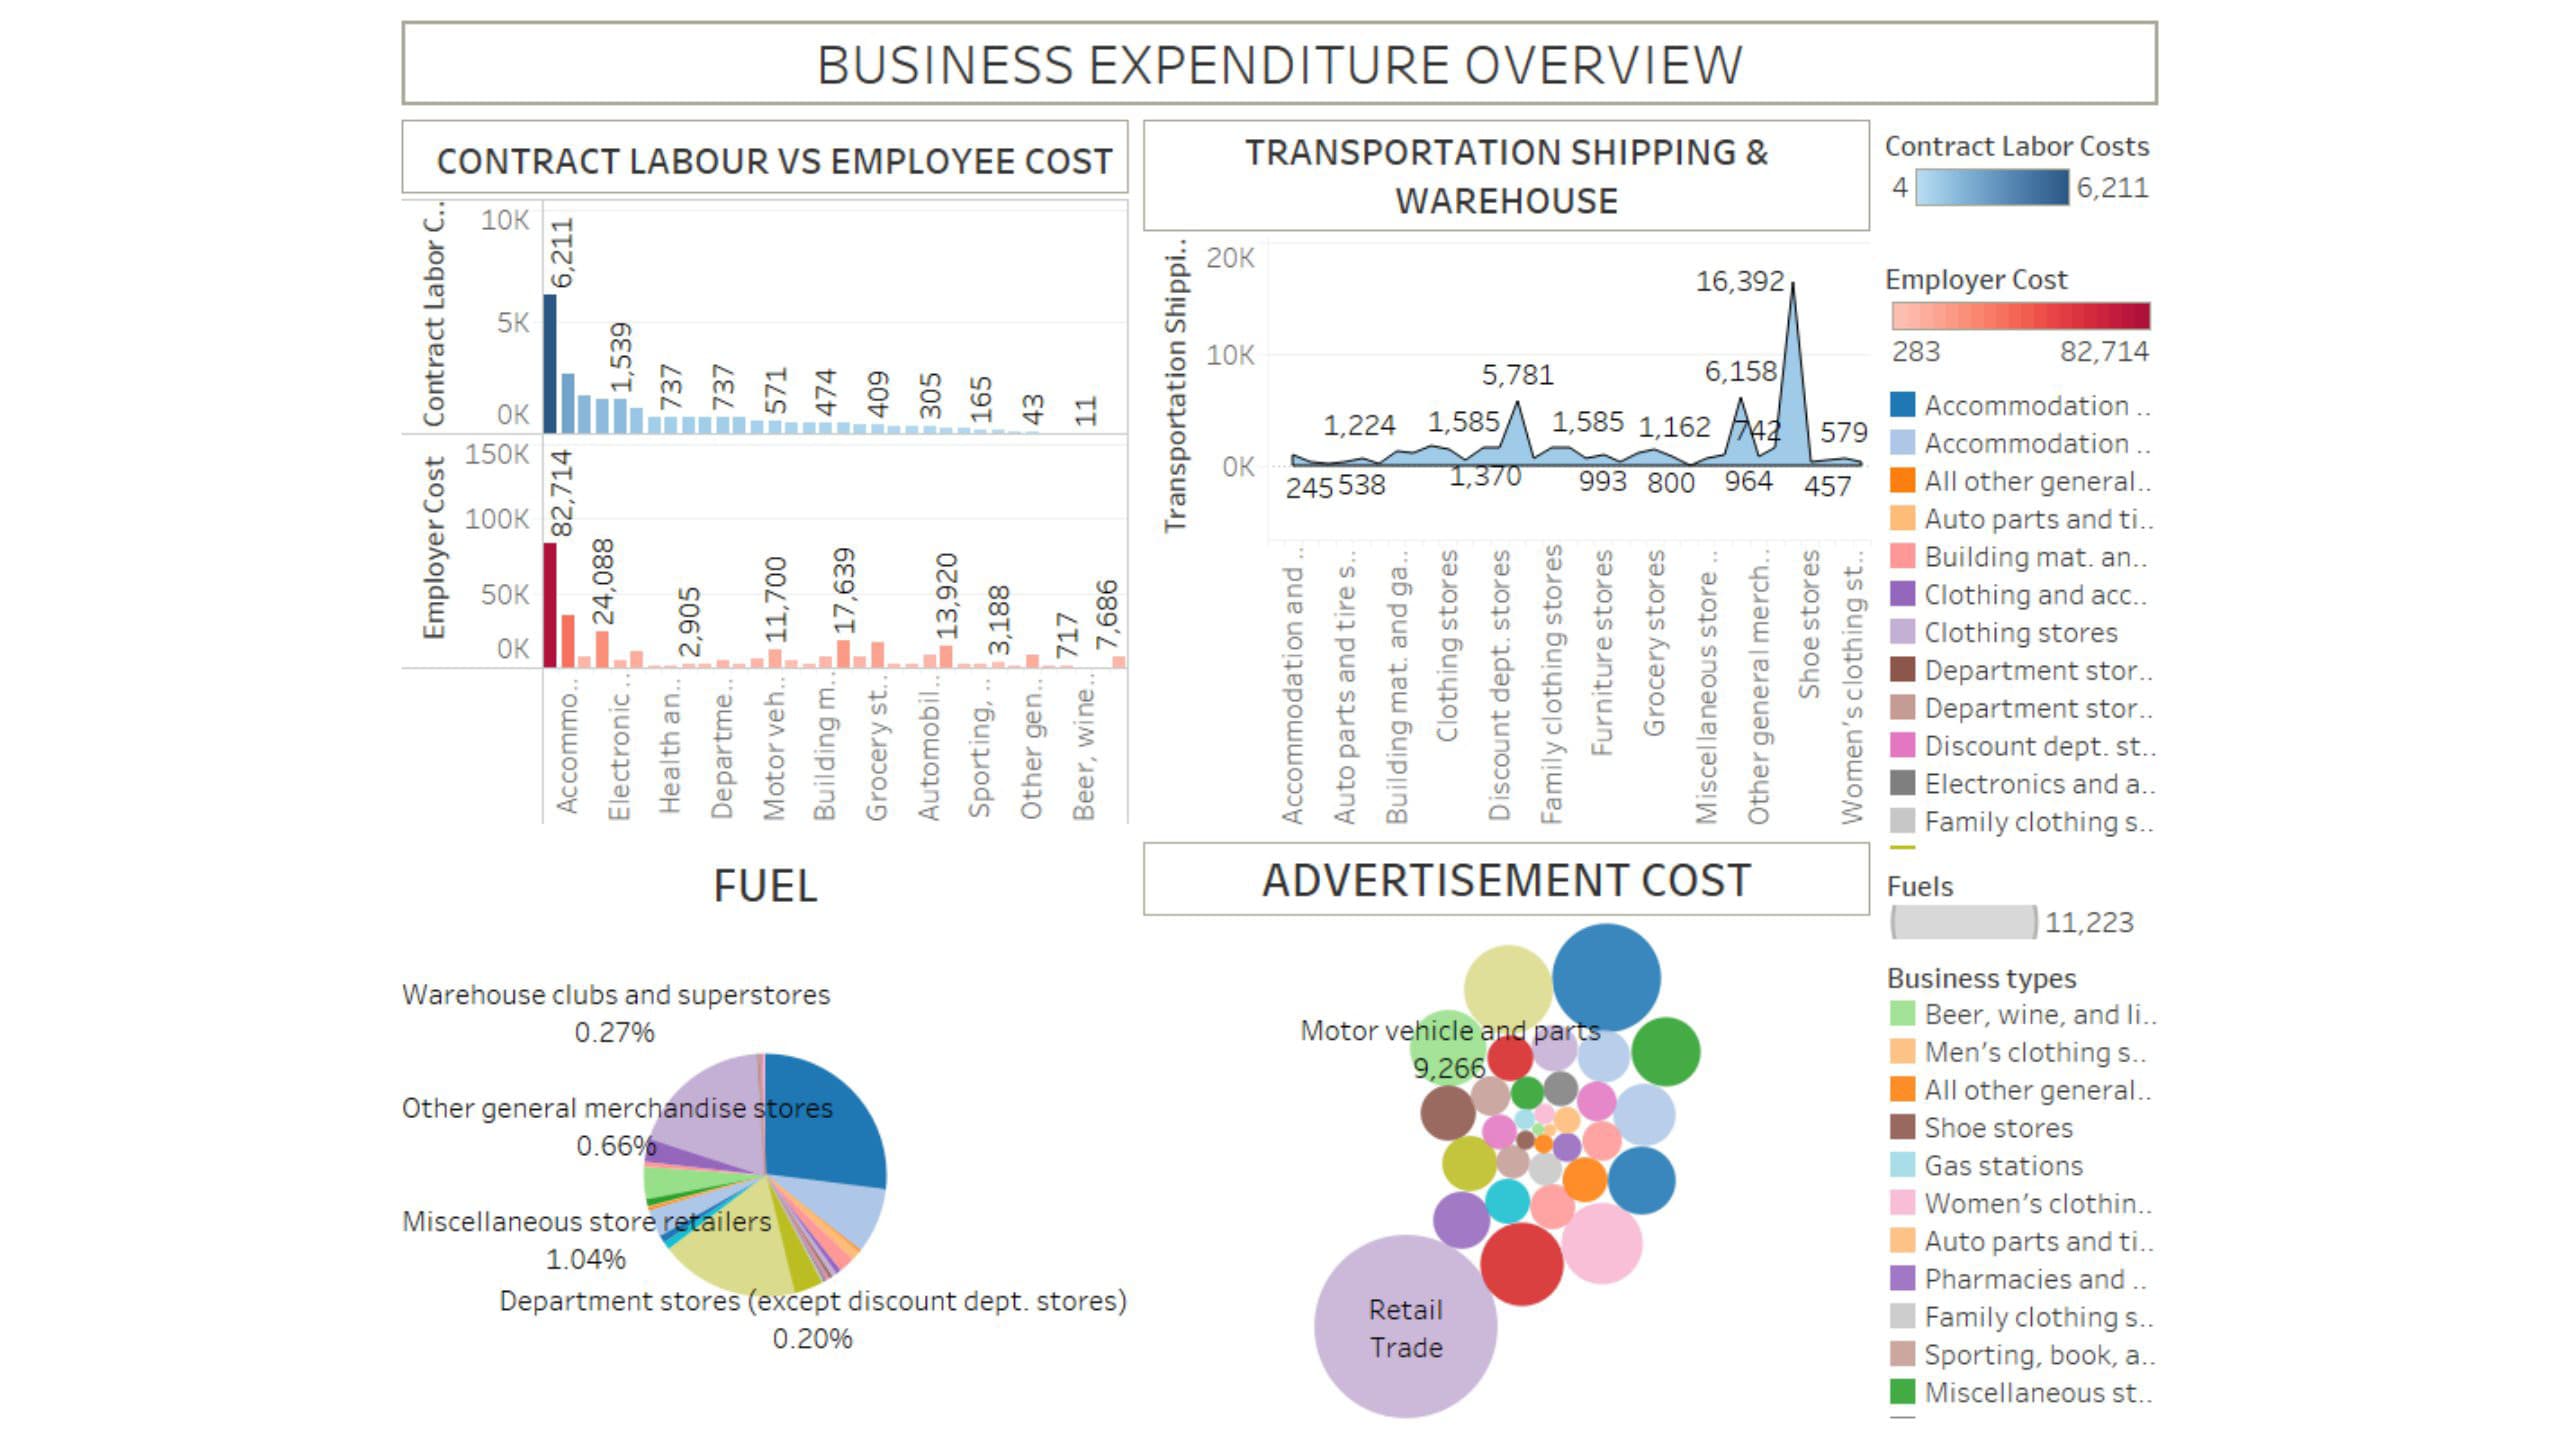 BUSINESS EXPENDITURE OVERVIEW
CONTRACT LABOUR VS EMPLOYEE COST
Contract Labor C..
10K
5K
0K
6,211
1,539
737
737
571
474
409
305
165
43
11
Employer Cost
150K
100K
50K
0K
82,714
24,088
2,905
11,700
17,639
13,920
3,188
717
7,686
Accommo..
Electronic ..
Health an..
Departme..
Motor veh..
Building m..
Grocery st..
Automobil..
Sporting, ..
Other gen..
Beer, wine..
TRANSPORTATION SHIPPING &
WAREHOUSE
Transportation Shippi..
20K
10K
0K
16,392
5,781
6,158
1,224
1,585
1,585
1,162
742
579
245
538
1,370
993
800
964
457
Accommodation and ..
Auto parts and tire s..
Building mat. and ga..
Clothing stores
Discount dept. stores
Family clothing stores
Furniture stores
Grocery stores
Miscellaneous store ..
Other general merch..
Shoe stores
Women's clothing st..
Contract Labor Costs
4 6,211
Employer Cost
283 82,714
Accommodation ..
Accommodation ..
All other general..
Auto parts and ti..
Building mat. an..
Clothing and acc..
Clothing stores
Department stor..
Department stor..
Discount dept. st..
Electronics and a..
Family clothing s..
FUEL
Warehouse clubs and superstores
0.27%
Other general merchandise stores
0.66%
Miscellaneous store retailers
1.04%
Department stores (except discount dept. stores)
0.20%
ADVERTISEMENT COST
Motor vehicle and parts
9,266
Retail
Trade
Fuels
11,223
Business types
Beer, wine, and li..
Men's clothing s..
All other general..
Shoe stores
Gas stations
Women's clothin..
Auto parts and ti..
Pharmacies and ..
Family clothing s..
Sporting, book, a..
Miscellaneous st..